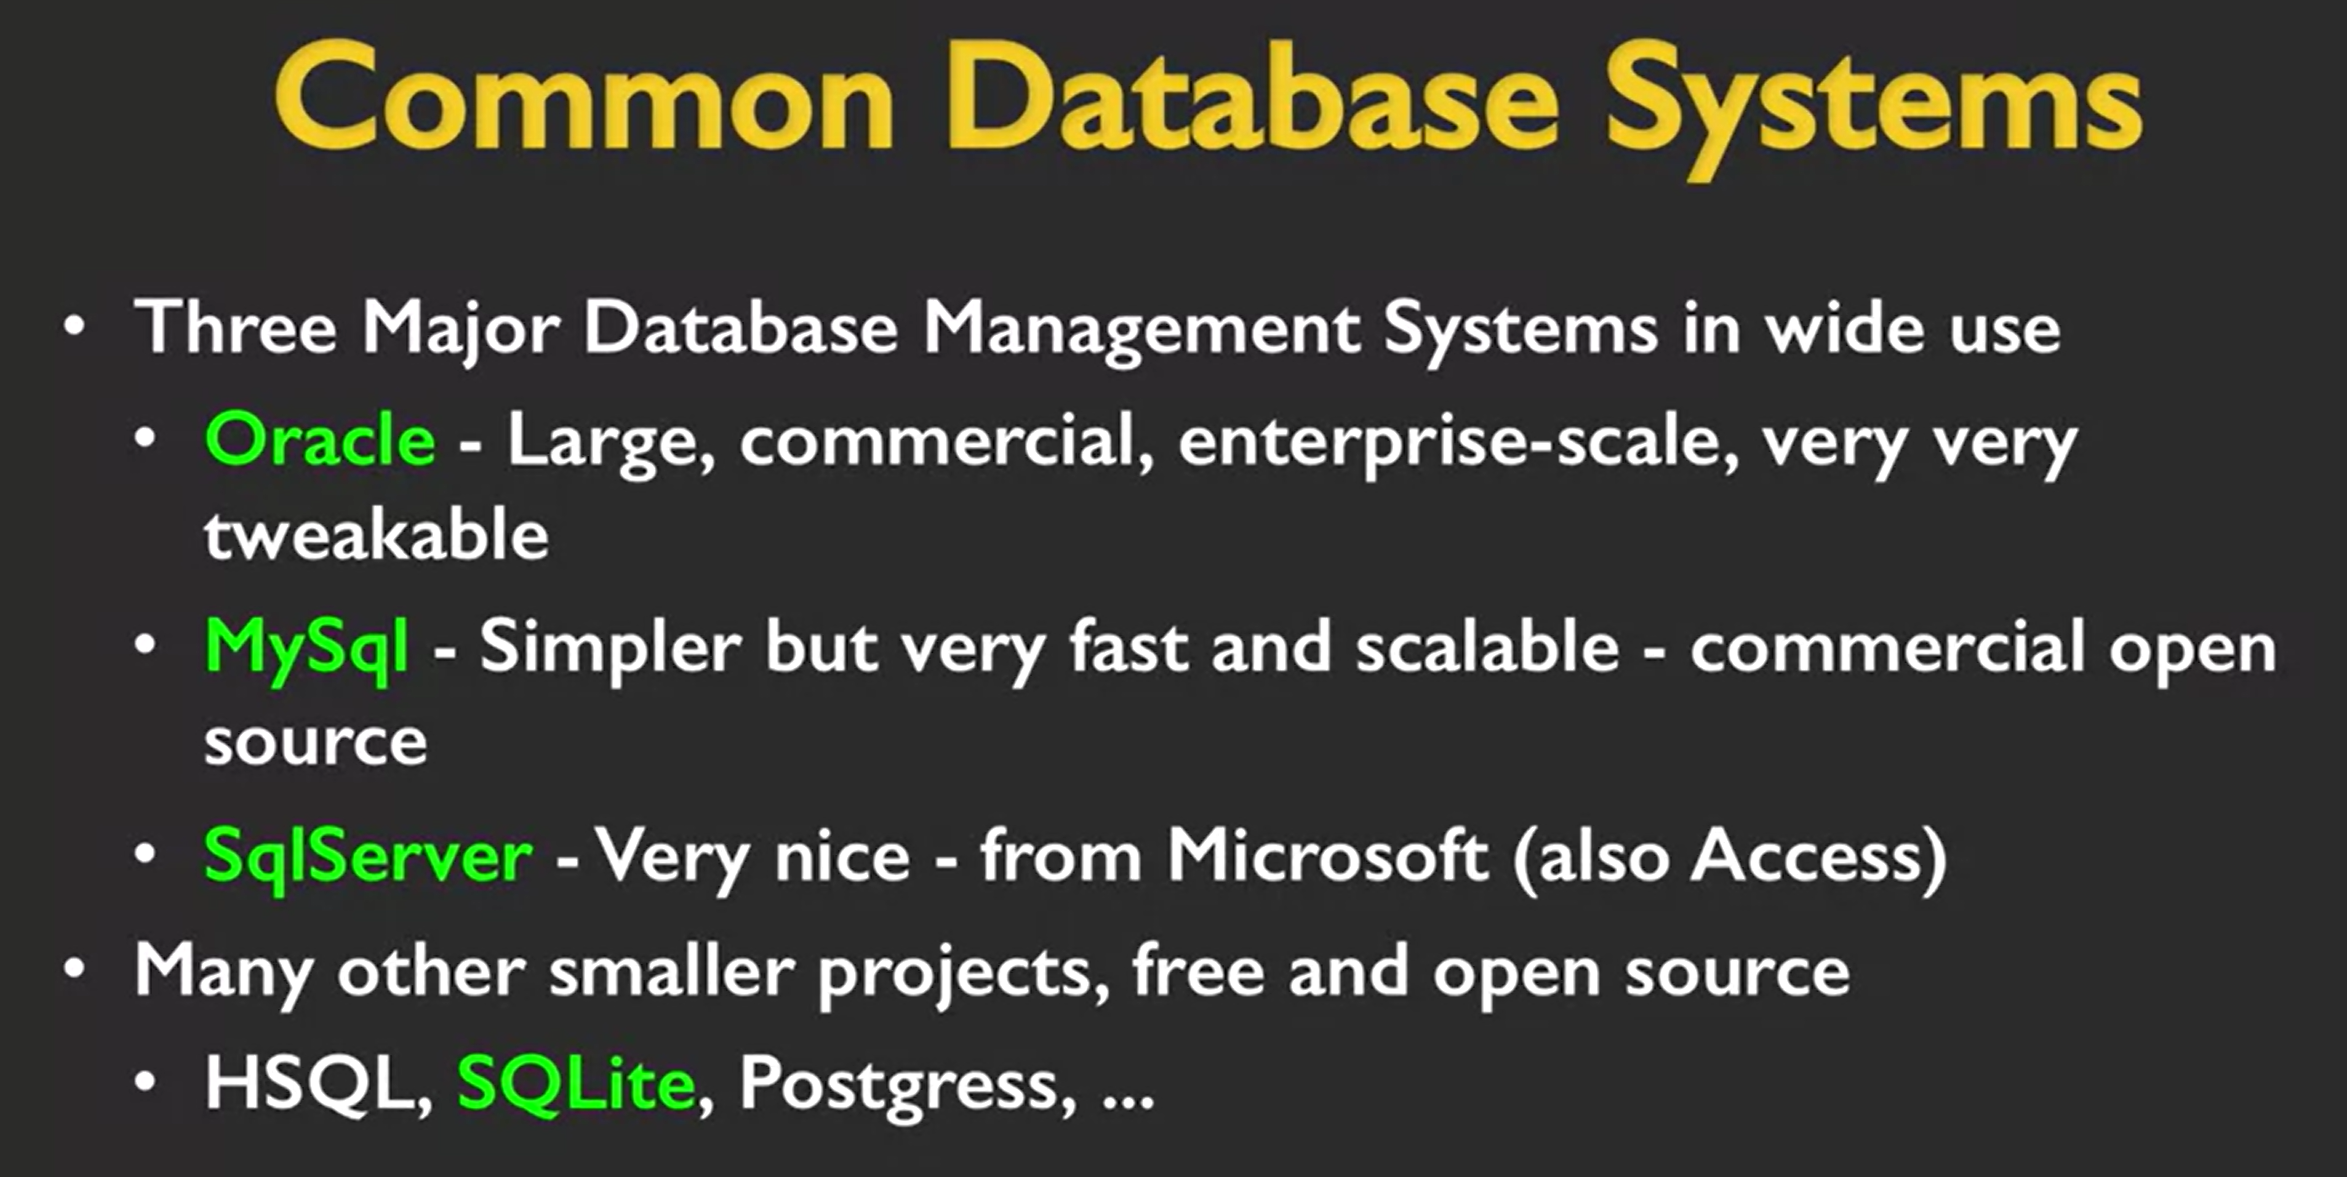 Common Database Systems
• Three Major Database Management Systems in wide use
• Oracle - Large, commercial, enterprise-scale, very very
tweakable
• MySql - Simpler but very fast and scalable - commercial open
source
• SqlServer - Very nice - from Microsoft (also Access)
• Many other smaller projects, free and open source
• HSQL, SQLite, Postgress, ...